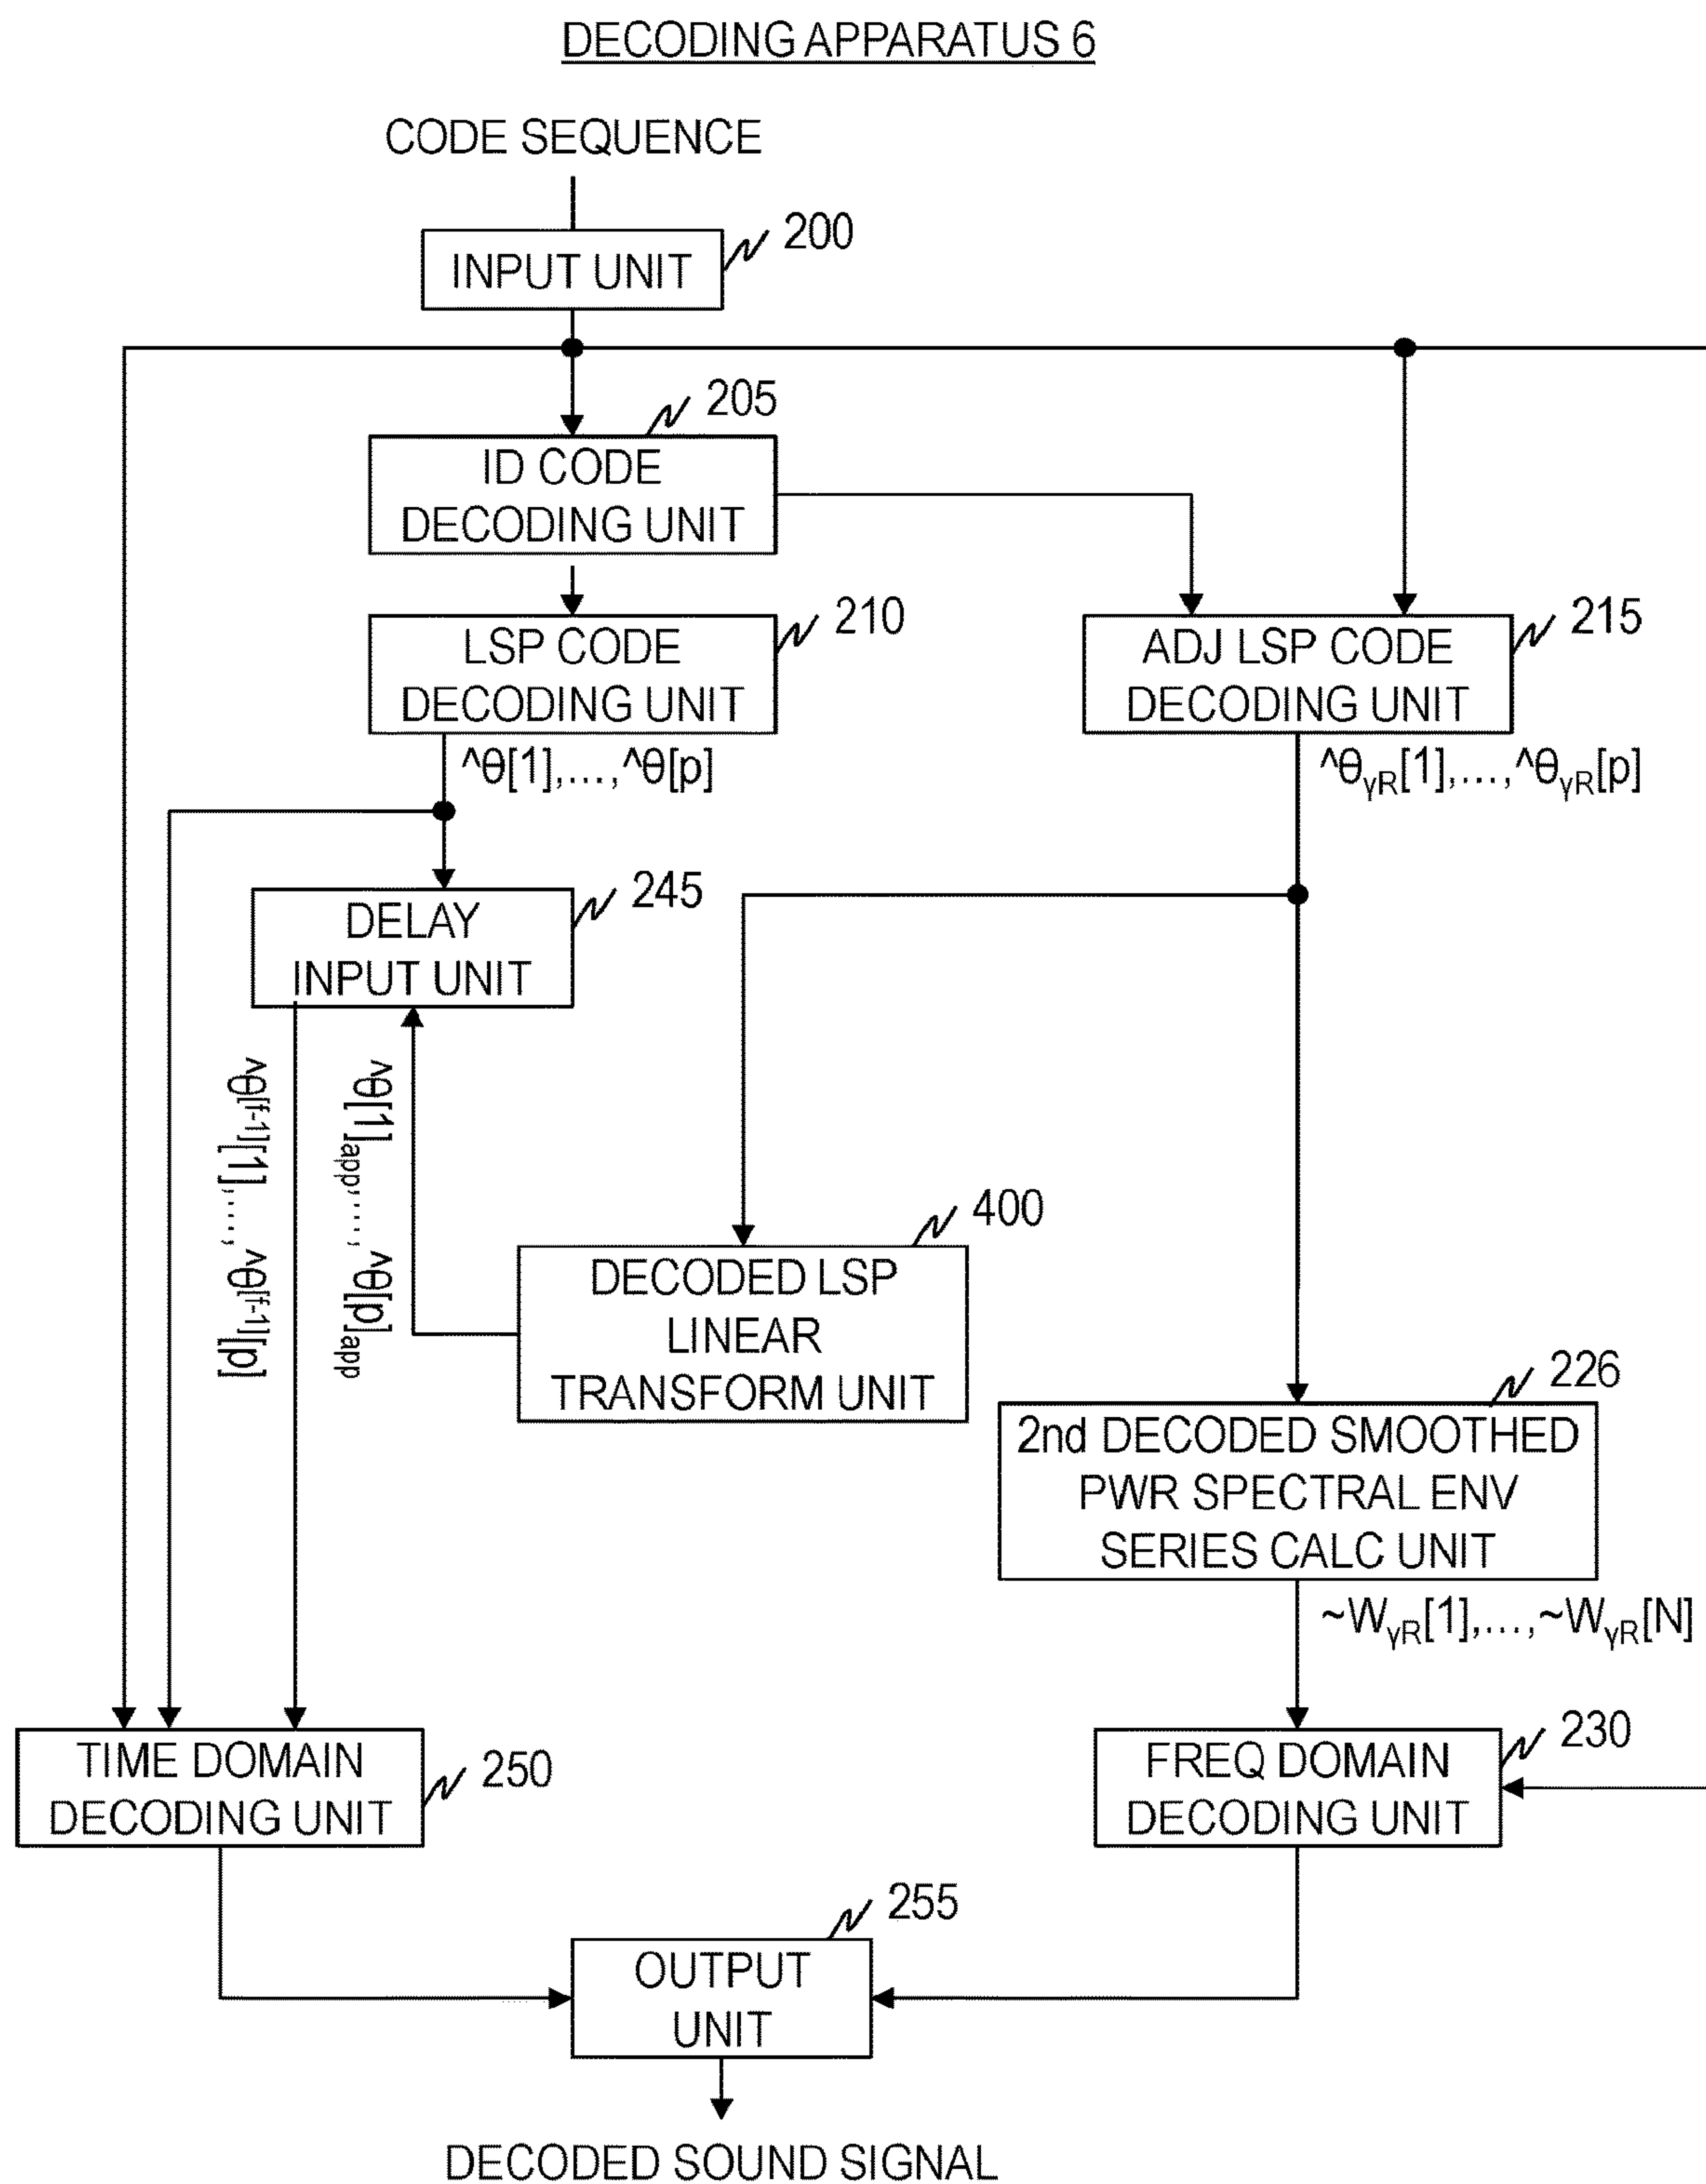 DECODING APPARATUS 6
CODE SEQUENCE
200
INPUT UNIT
205
ID CODE
DECODING UNIT
210
LSP CODE
DECODING UNIT
215
ADJ LSP CODE
DECODING UNIT
^θ[1],...,^θ[p]
^θγR[1],...,^θγR[p]
245
DELAY
INPUT UNIT
^θ[f-1][1],...., ^θ[f-1][p]
^θ[1]app,...., ^θ[p]app
400
DECODED LSP
LINEAR
TRANSFORM UNIT
226
2nd DECODED SMOOTHED
PWR SPECTRAL ENV
SERIES CALC UNIT
~WγR[1],...,~WγR[N]
TIME DOMAIN
DECODING UNIT
250
FREQ DOMAIN
DECODING UNIT
230
255
OUTPUT
UNIT
DECODED SOUND SIGNAL